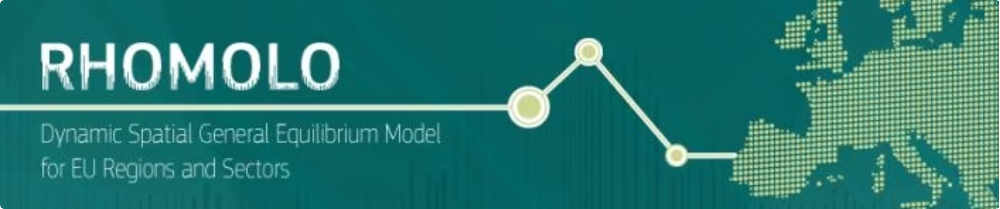 RHOMOLO
Dynamic Spatial General Equilibrium Model
for EU Regions and Sectors